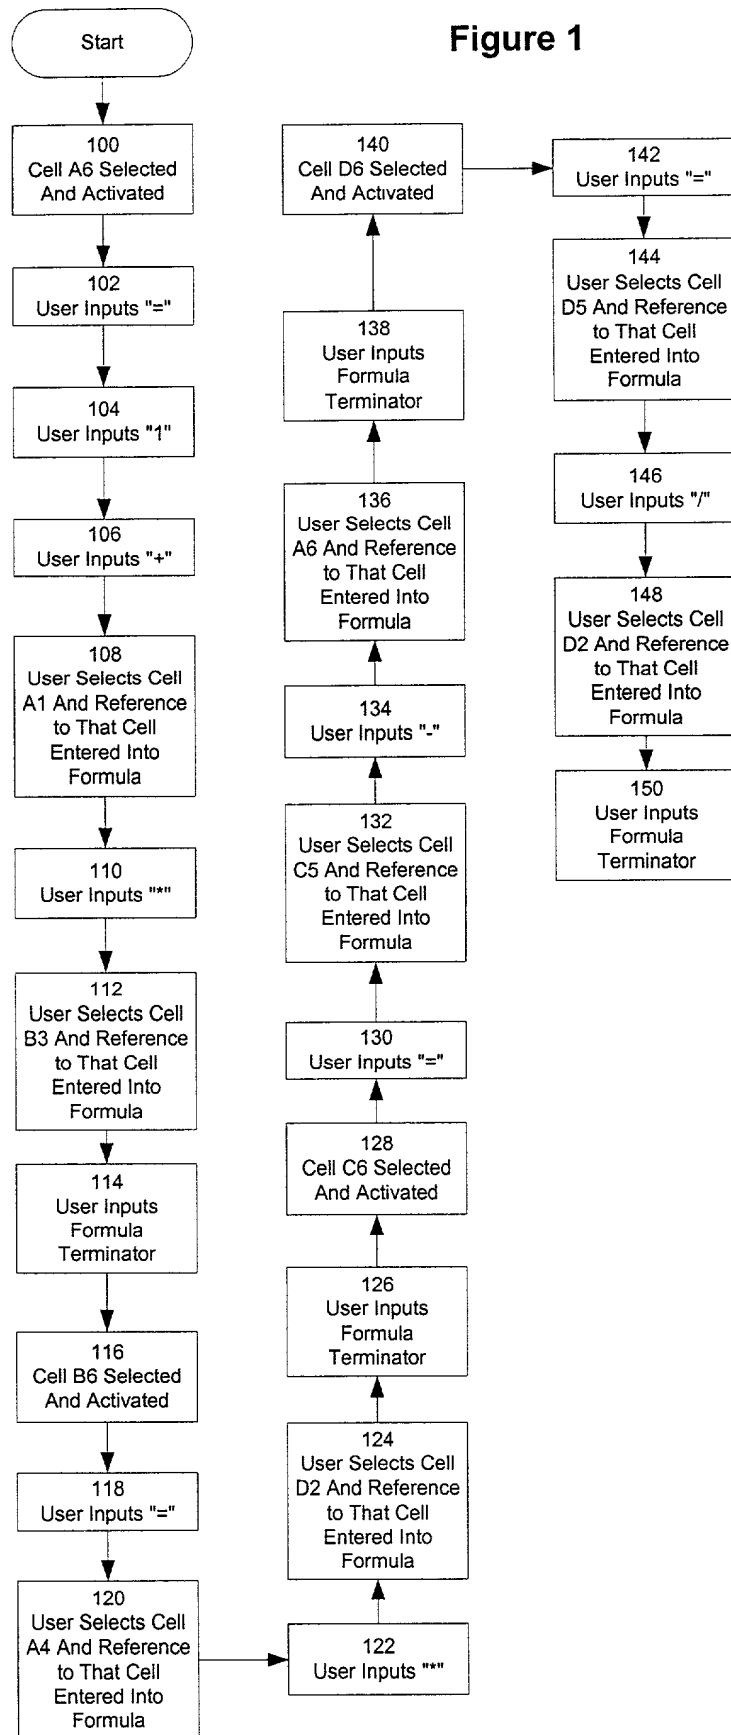 Figure 1
Start
100
Cell A6 Selected
And Activated
102
User Inputs "="
104
User Inputs "1"
106
User Inputs "+"
108
User Selects Cell
A1 And Reference
to That Cell
Entered Into
Formula
110
User Inputs "*"
112
User Selects Cell
B3 And Reference
to That Cell
Entered Into
Formula
114
User Inputs
Formula
Terminator
116
Cell B6 Selected
And Activated
118
User Inputs "="
120
User Selects Cell
A4 And Reference
to That Cell
Entered Into
Formula
122
User Inputs "*"
124
User Selects Cell
D2 And Reference
to That Cell
Entered Into
Formula
126
User Inputs
Formula
Terminator
128
Cell C6 Selected
And Activated
130
User Inputs "="
132
User Selects Cell
C5 And Reference
to That Cell
Entered Into
Formula
134
User Inputs "-"
136
User Selects Cell
A6 And Reference
to That Cell
Entered Into
Formula
138
User Inputs
Formula
Terminator
140
Cell D6 Selected
And Activated
142
User Inputs "="
144
User Selects Cell
D5 And Reference
to That Cell
Entered Into
Formula
146
User Inputs "/"
148
User Selects Cell
D2 And Reference
to That Cell
Entered Into
Formula
150
User Inputs
Formula
Terminator